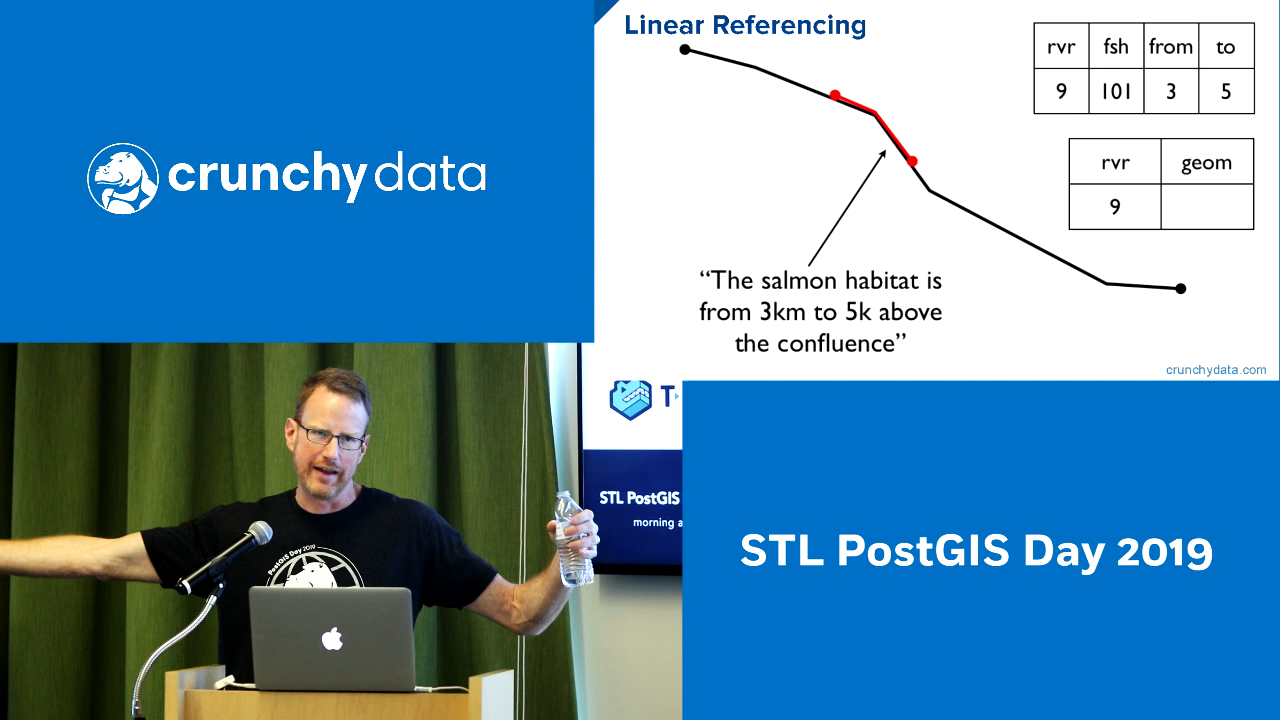 crunchydata
Linear Referencing
rvr fsh from to
9 101 3 5
rvr geom
9
“The salmon habitat is
from 3km to 5k above
the confluence”
crunchydata.com
T
STL PostGIS
morning a
PostGIS Day 2019
STL PostGIS Day 2019